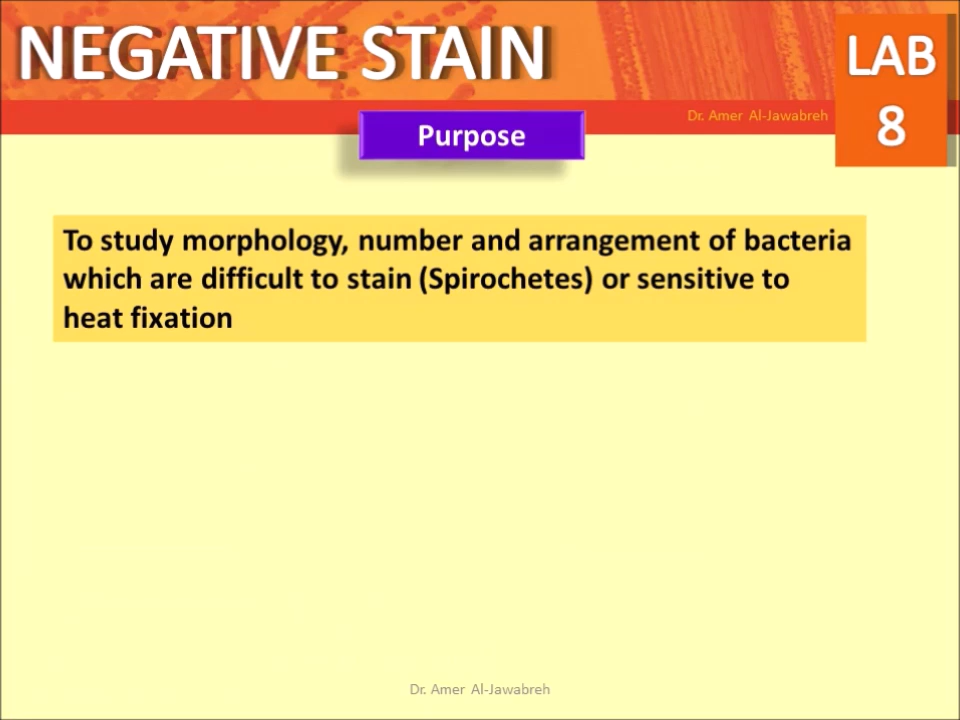 NEGATIVE STAIN
LAB
8
Dr. Amer Al-Jawabreh
Purpose
To study morphology, number and arrangement of bacteria
which are difficult to stain (Spirochetes) or sensitive to
heat fixation
Dr. Amer Al-Jawabreh